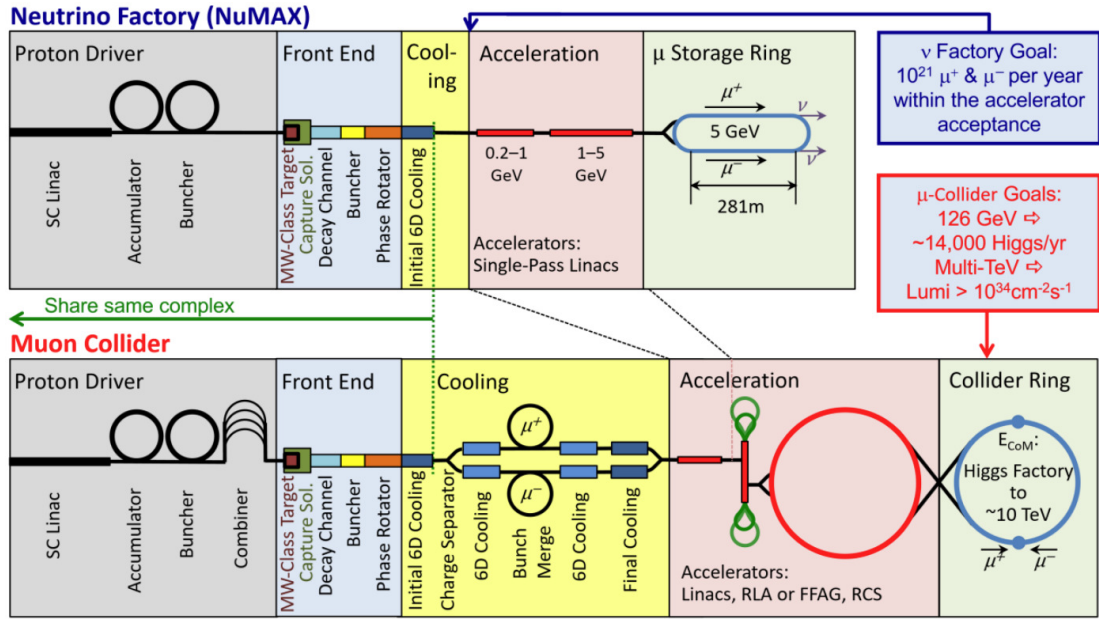 Neutrino Factory (NuMAX)
Proton Driver
Front End
Cool-
ing
Acceleration
μ Storage Ring
ν Factory Goal:
10²¹ μ⁺ & μ⁻ per year
within the accelerator
acceptance
μ⁺
ν
5 GeV
μ⁻
ν
281m
0.2–1
GeV
1–5
GeV
Accelerators:
Single-Pass Linacs
SC Linac
Accumulator
Buncher
MW-Class Target
Capture Sol.
Decay Channel
Buncher
Phase Rotator
Initial 6D Cooling
μ-Collider Goals:
126 GeV ⇨
~14,000 Higgs/yr
Multi-TeV ⇨
Lumi > 10³⁴cm⁻²s⁻¹
Share same complex
Muon Collider
Proton Driver
Front End
Cooling
Acceleration
Collider Ring
μ⁺
μ⁻
E_CoM:
Higgs Factory
to
~10 TeV
μ⁺
μ⁻
SC Linac
Accumulator
Buncher
Combiner
MW-Class Target
Capture Sol.
Decay Channel
Buncher
Phase Rotator
Initial 6D Cooling
Charge Separator
6D Cooling
Bunch
Merge
6D Cooling
Final Cooling
Accelerators:
Linacs, RLA or FFAG, RCS